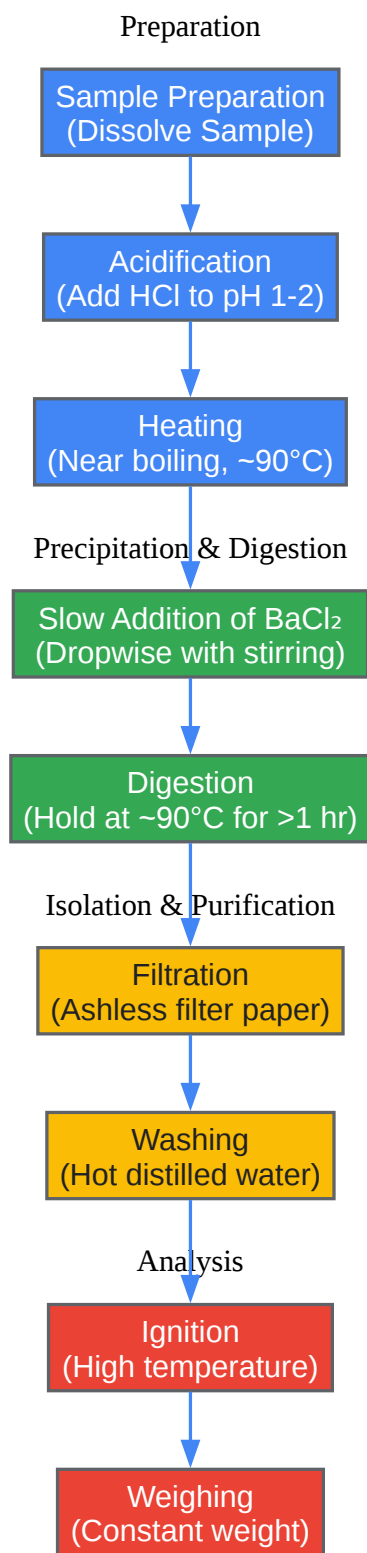 Preparation
Sample Preparation
(Dissolve Sample)
Acidification
(Add HCl to pH 1-2)
Heating
(Near boiling, ~90°C)
Precipitation & Digestion
Slow Addition of BaCl₂
(Dropwise with stirring)
Digestion
(Hold at ~90°C for >1 hr)
Isolation & Purification
Filtration
(Ashless filter paper)
Washing
(Hot distilled water)
Analysis
Ignition
(High temperature)
Weighing
(Constant weight)